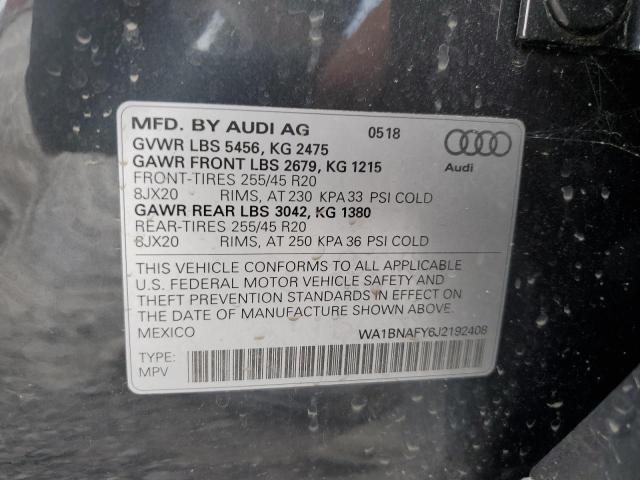 MFD. BY AUDI AG 0518
GVWR LBS 5456, KG 2475
GAWR FRONT LBS 2679, KG 1215
FRONT-TIRES 255/45 R20
8JX20 RIMS, AT 230 KPA 33 PSI COLD
GAWR REAR LBS 3042, KG 1380
REAR-TIRES 255/45 R20
8JX20 RIMS, AT 250 KPA 36 PSI COLD
Audi
THIS VEHICLE CONFORMS TO ALL APPLICABLE
U.S. FEDERAL MOTOR VEHICLE SAFETY AND
THEFT PREVENTION STANDARDS IN EFFECT ON
THE DATE OF MANUFACTURE SHOWN ABOVE.
MEXICO WA1BNAFY6J2192408
TYPE:
MPV